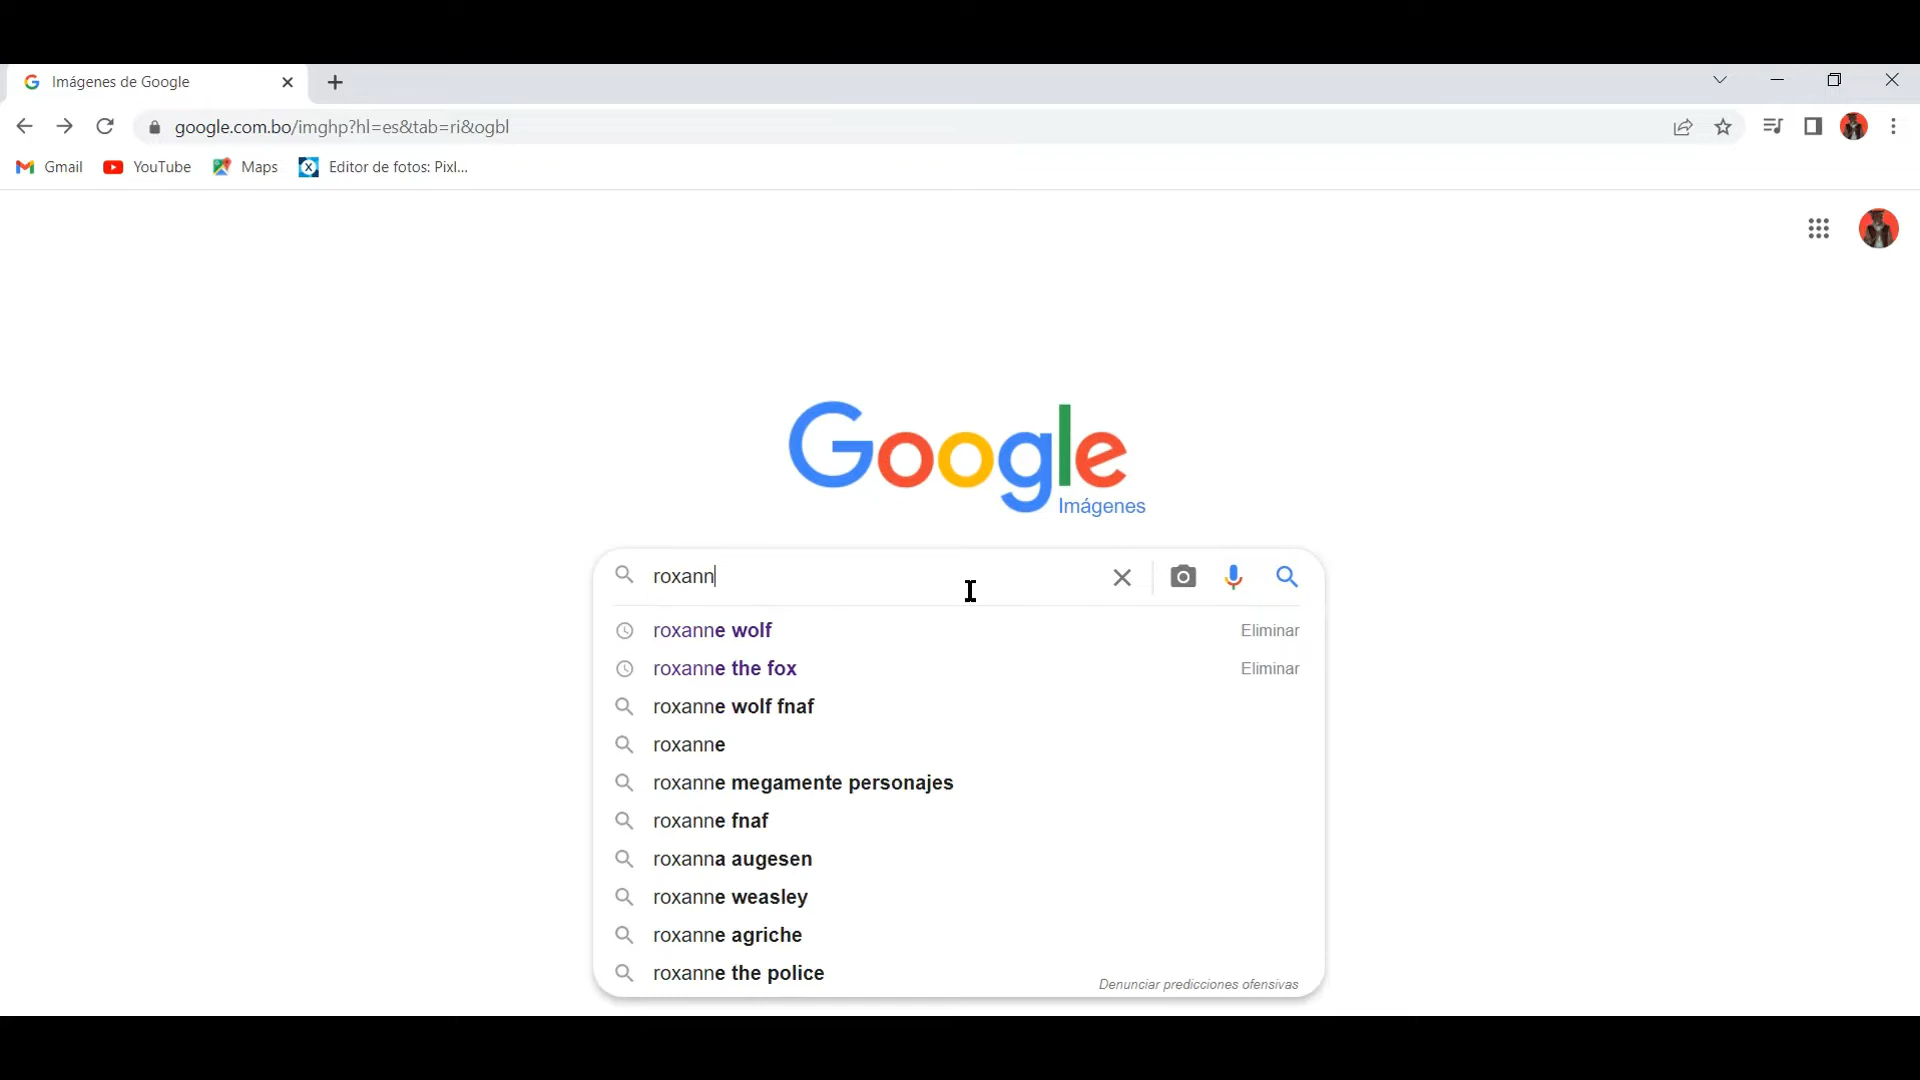 Imágenes de Google
google.com.bo/imghp?hl=es&tab=ri&ogbl
Gmail YouTube Maps Editor de fotos: Pixl...
Google
Imágenes
roxann
roxanne wolf Eliminar
roxanne the fox Eliminar
roxanne wolf fnaf
roxanne
roxanne megamente personajes
roxanne fnaf
roxanna augesen
roxanne weasley
roxanne agriche
roxanne the police
Denunciar predicciones ofensivas